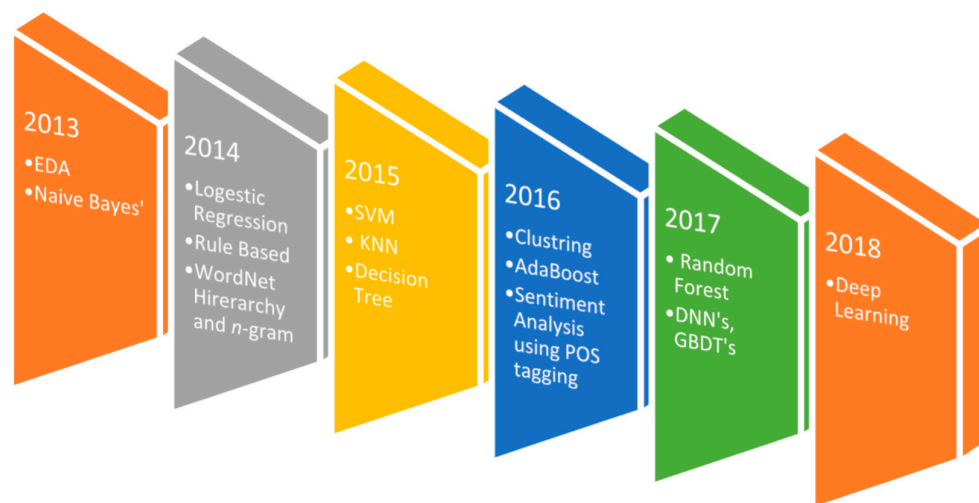 2013
•EDA
•Naive Bayes'
2014
•Logestic
Regression
•Rule Based
•WordNet
Hirerarchy
and n-gram
2015
•SVM
• KNN
•Decision
Tree
2016
•Clustring
•AdaBoost
•Sentiment
Analysis
using POS
tagging
2017
• Random
Forest
•DNN's,
GBDT's
2018
•Deep
Learning